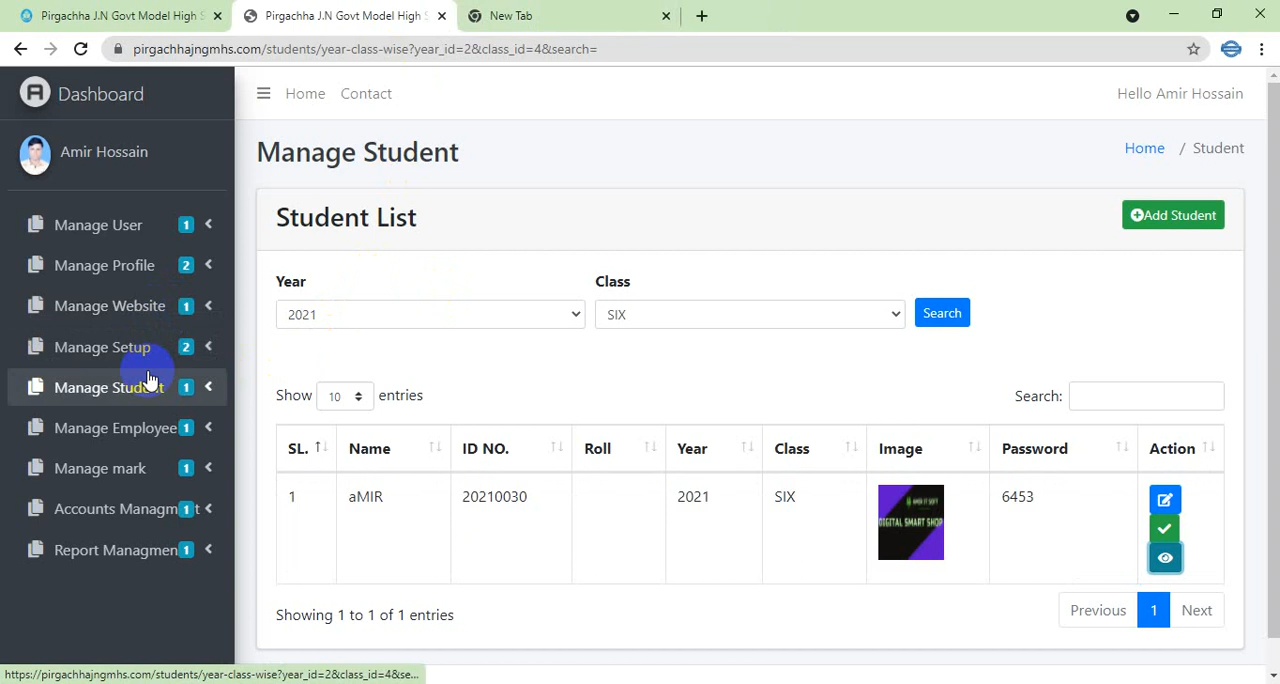 Pirgachha J.N Govt Model High S
Pirgachha J.N Govt Model High S
New Tab
pirgachhajngmhs.com/students/year-class-wise?year_id=2&class_id=4&search=
Dashboard
Home Contact
Hello Amir Hossain
Amir Hossain
Manage Student
Home / Student
Manage User 1
Manage Profile 2
Manage Website 1
Manage Setup 2
Manage Student 1
Manage Employee 1
Manage mark 1
Accounts Managm t 1
Report Managmen 1
Student List
Add Student
Year Class
2021 SIX Search
Show 10 entries
Search:
SL. Name ID NO. Roll Year Class Image Password Action
1 aMIR 20210030 2021 SIX 6453
AMIR IT SOFT
DIGITAL SMART SHOP
Showing 1 to 1 of 1 entries
Previous 1 Next
https://pirgachhajngmhs.com/students/year-class-wise?year_id=2&class_id=4&se...